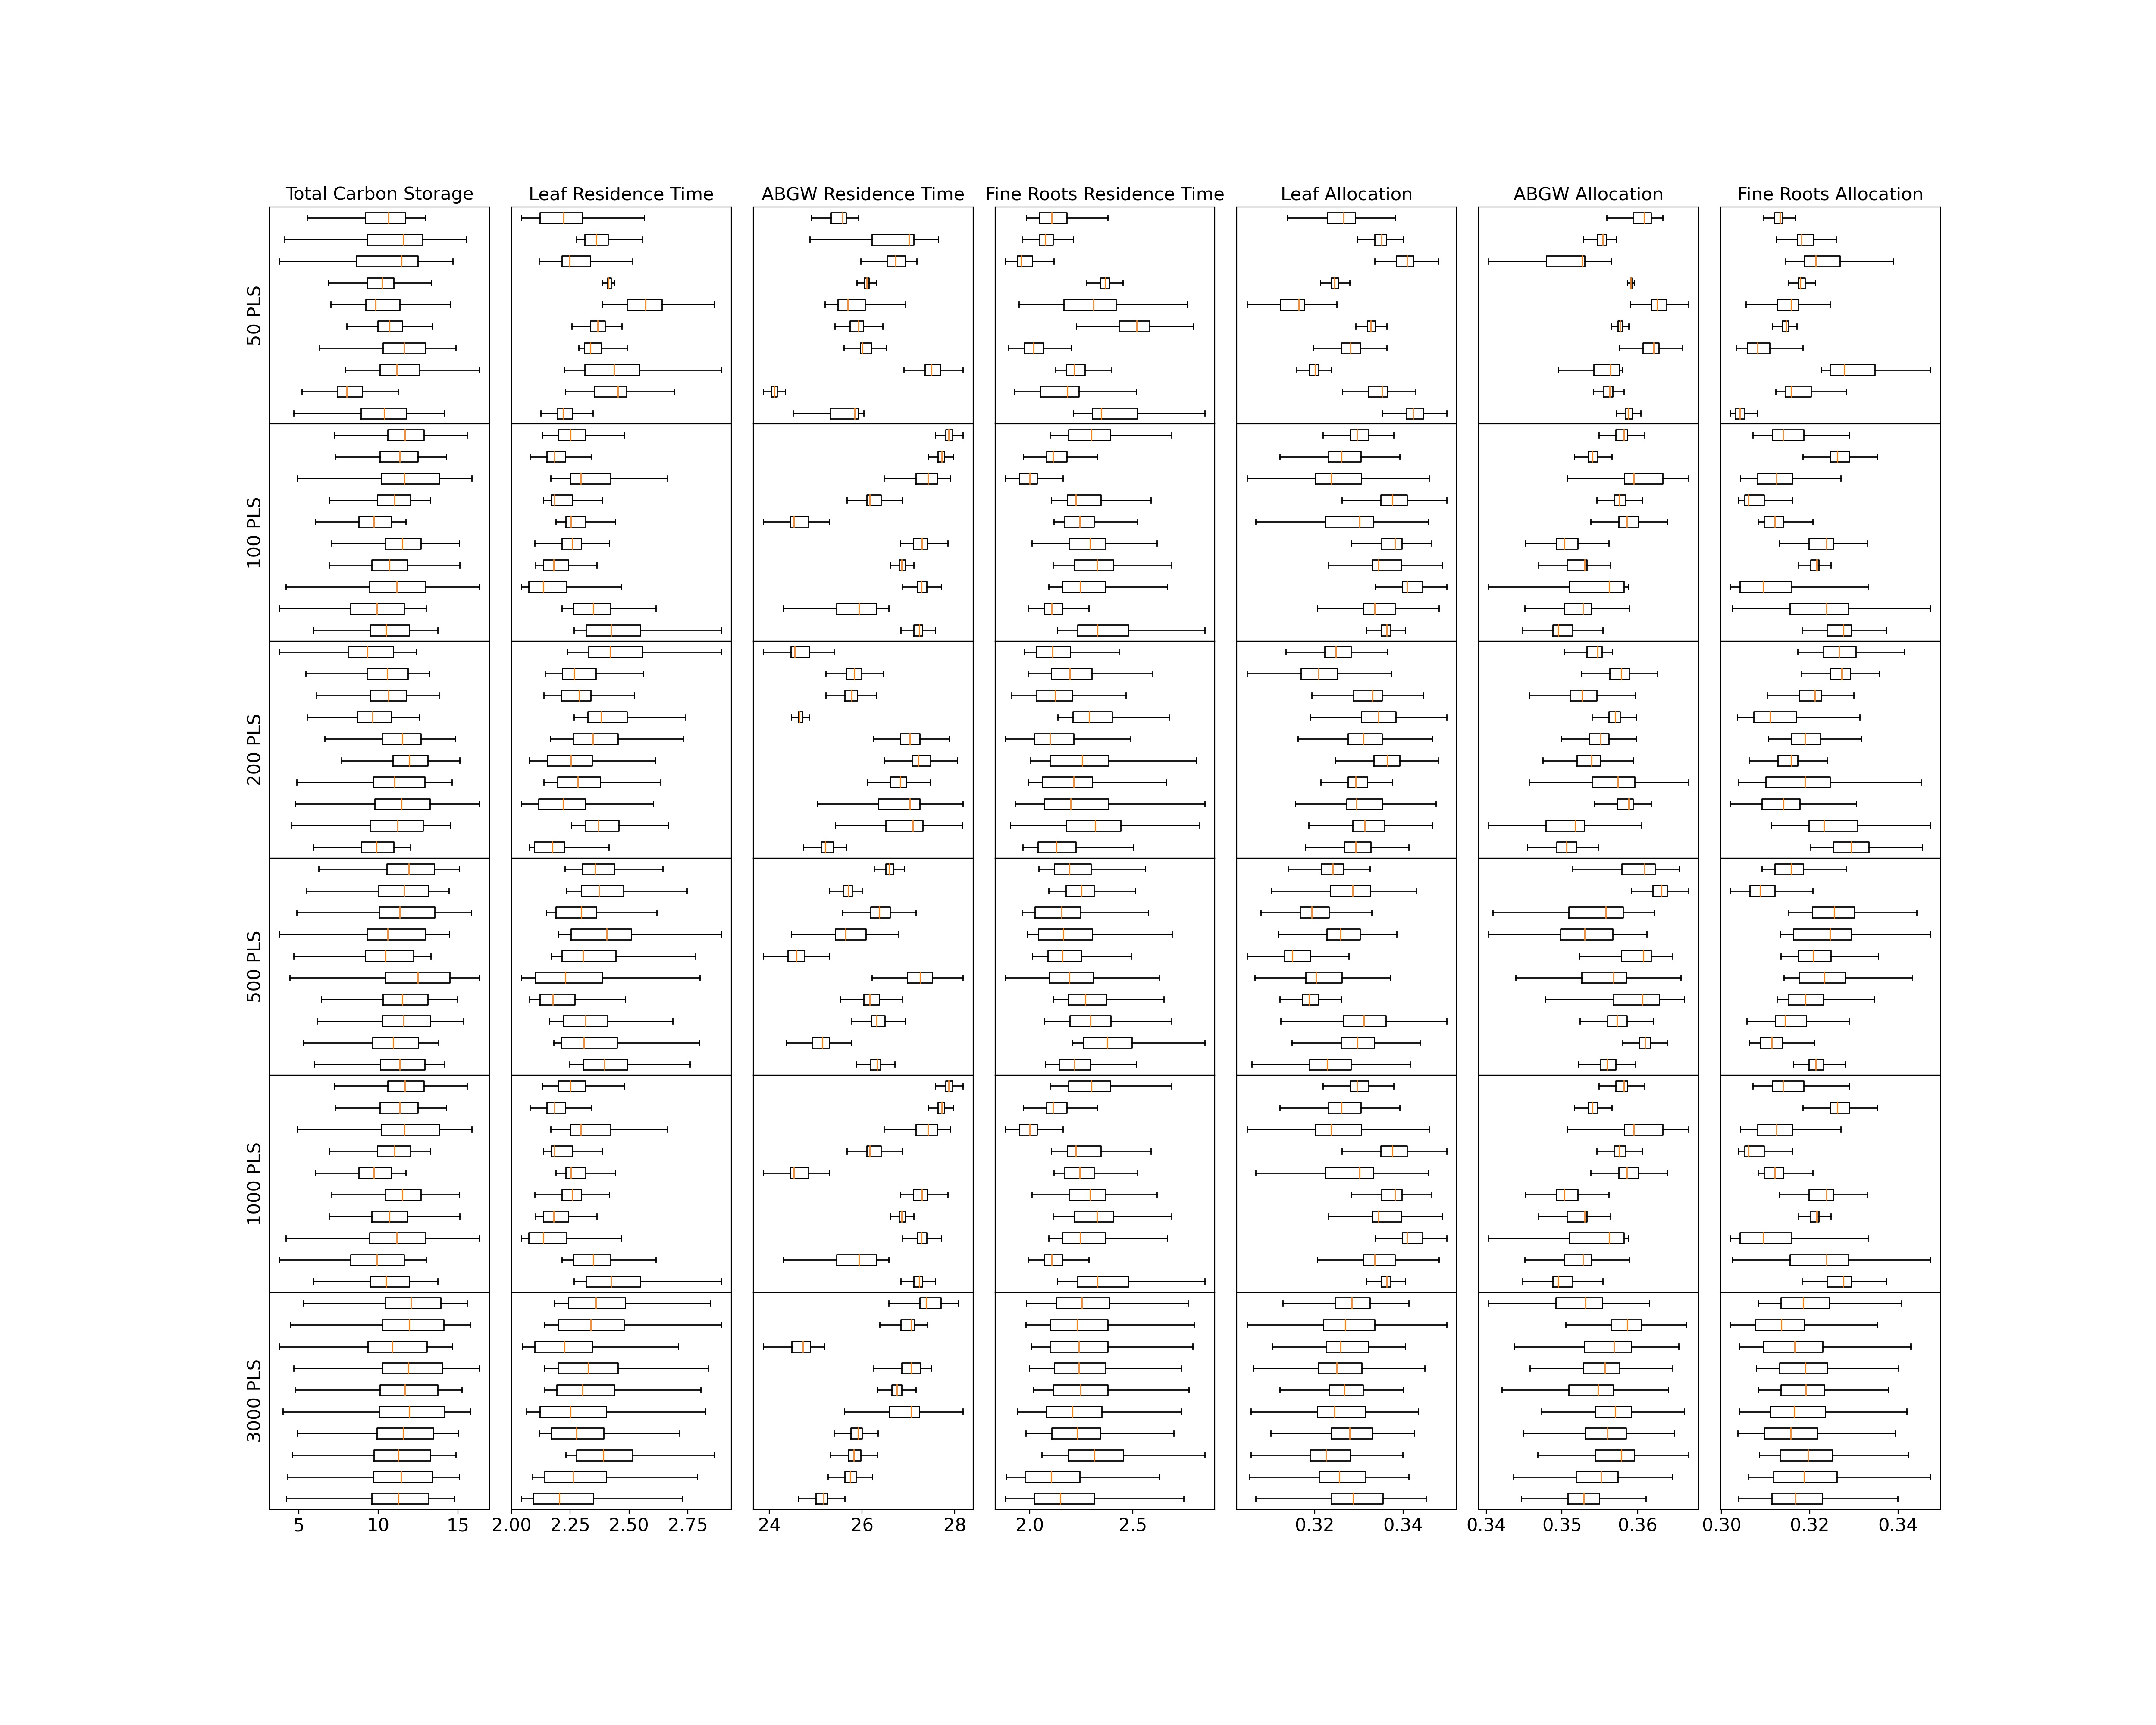 Total Carbon Storage Leaf Residence Time ABGW Residence Time Fine Roots Residence Time Leaf Allocation ABGW Allocation Fine Roots Allocation
50 PLS
100 PLS
200 PLS
500 PLS
1000 PLS
3000 PLS
5 10 15 2.00 2.25 2.50 2.75 24 26 28 2.0 2.5 0.32 0.34 0.34 0.35 0.36 0.30 0.32 0.34